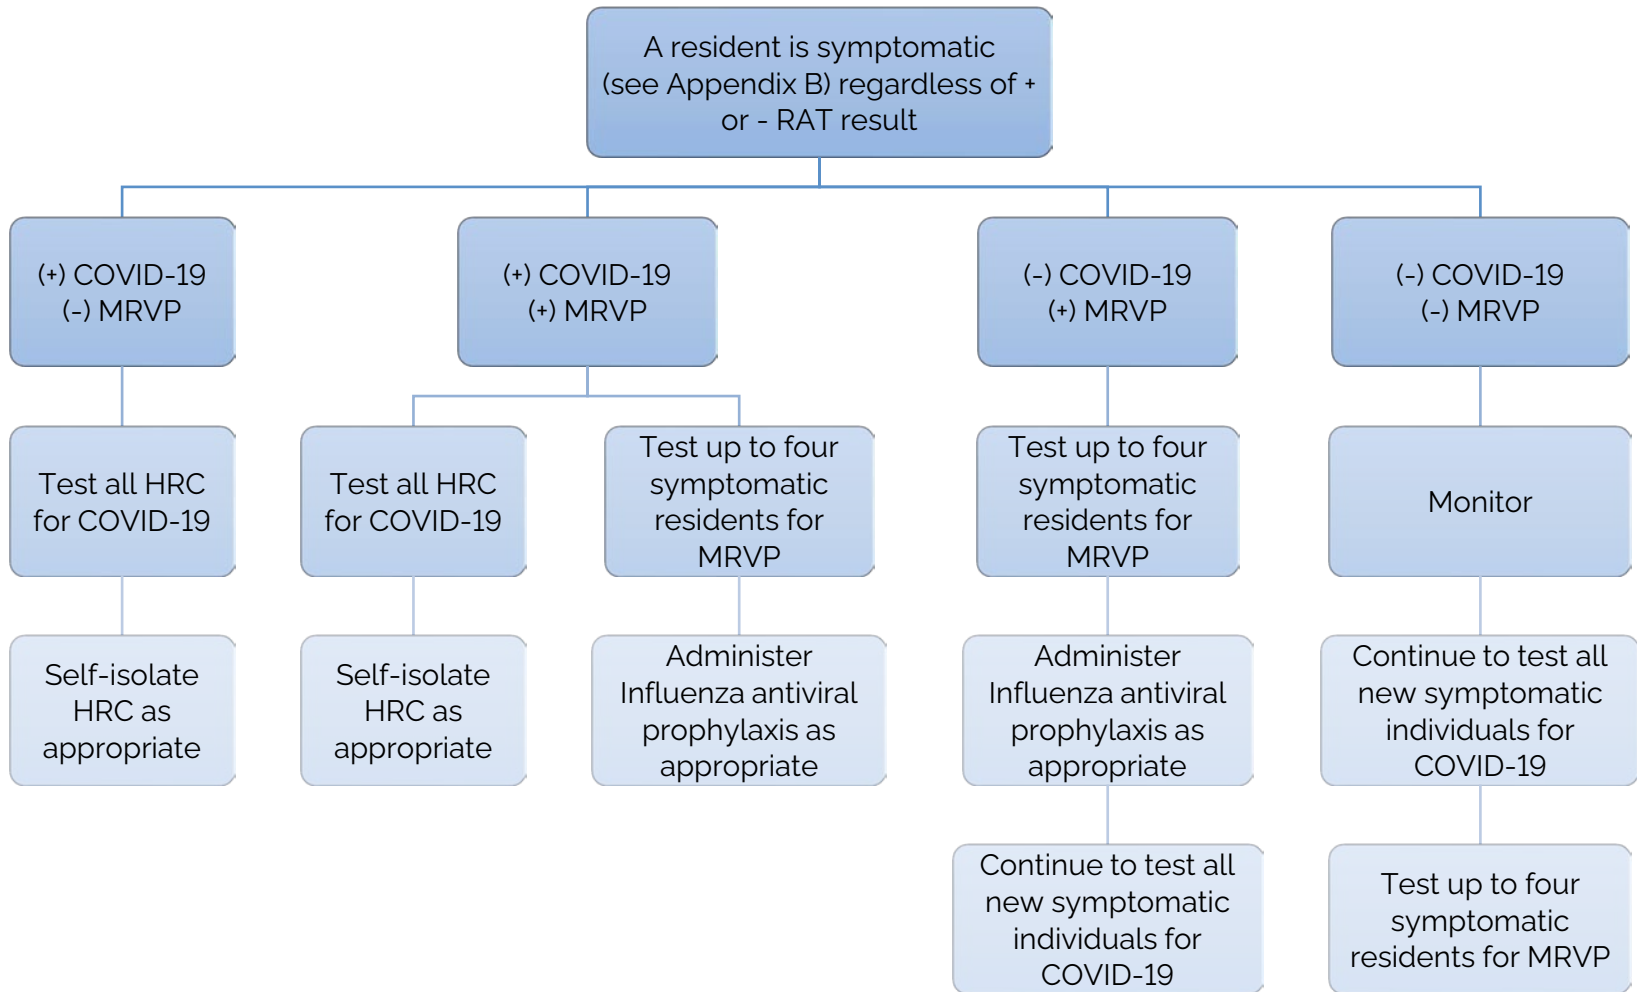 A resident is symptomatic
(see Appendix B) regardless of +
or - RAT result
(+) COVID-19
(-) MRVP
(+) COVID-19
(+) MRVP
(-) COVID-19
(+) MRVP
(-) COVID-19
(-) MRVP
Test all HRC
for COVID-19
Test all HRC
for COVID-19
Test up to four
symptomatic
residents for
MRVP
Test up to four
symptomatic
residents for
MRVP
Monitor
Self-isolate
HRC as
appropriate
Self-isolate
HRC as
appropriate
Administer
Influenza antiviral
prophylaxis as
appropriate
Administer
Influenza antiviral
prophylaxis as
appropriate
Continue to test all
new symptomatic
individuals for
COVID-19
Continue to test all
new symptomatic
individuals for
COVID-19
Test up to four
symptomatic
residents for MRVP